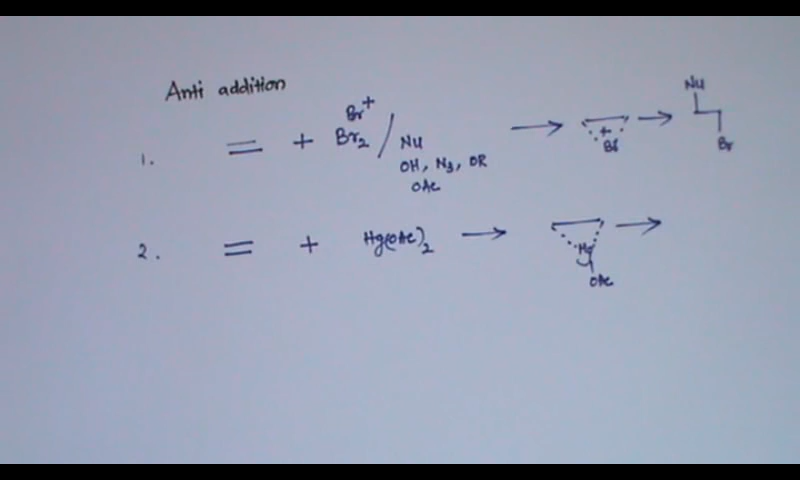 Anti addition
Br+
1. = + Br2 / Nu → + Br → Nu Br
OH, N3, OR
OAc
2. = + Hg(OAc)2 → Hg →
OAc